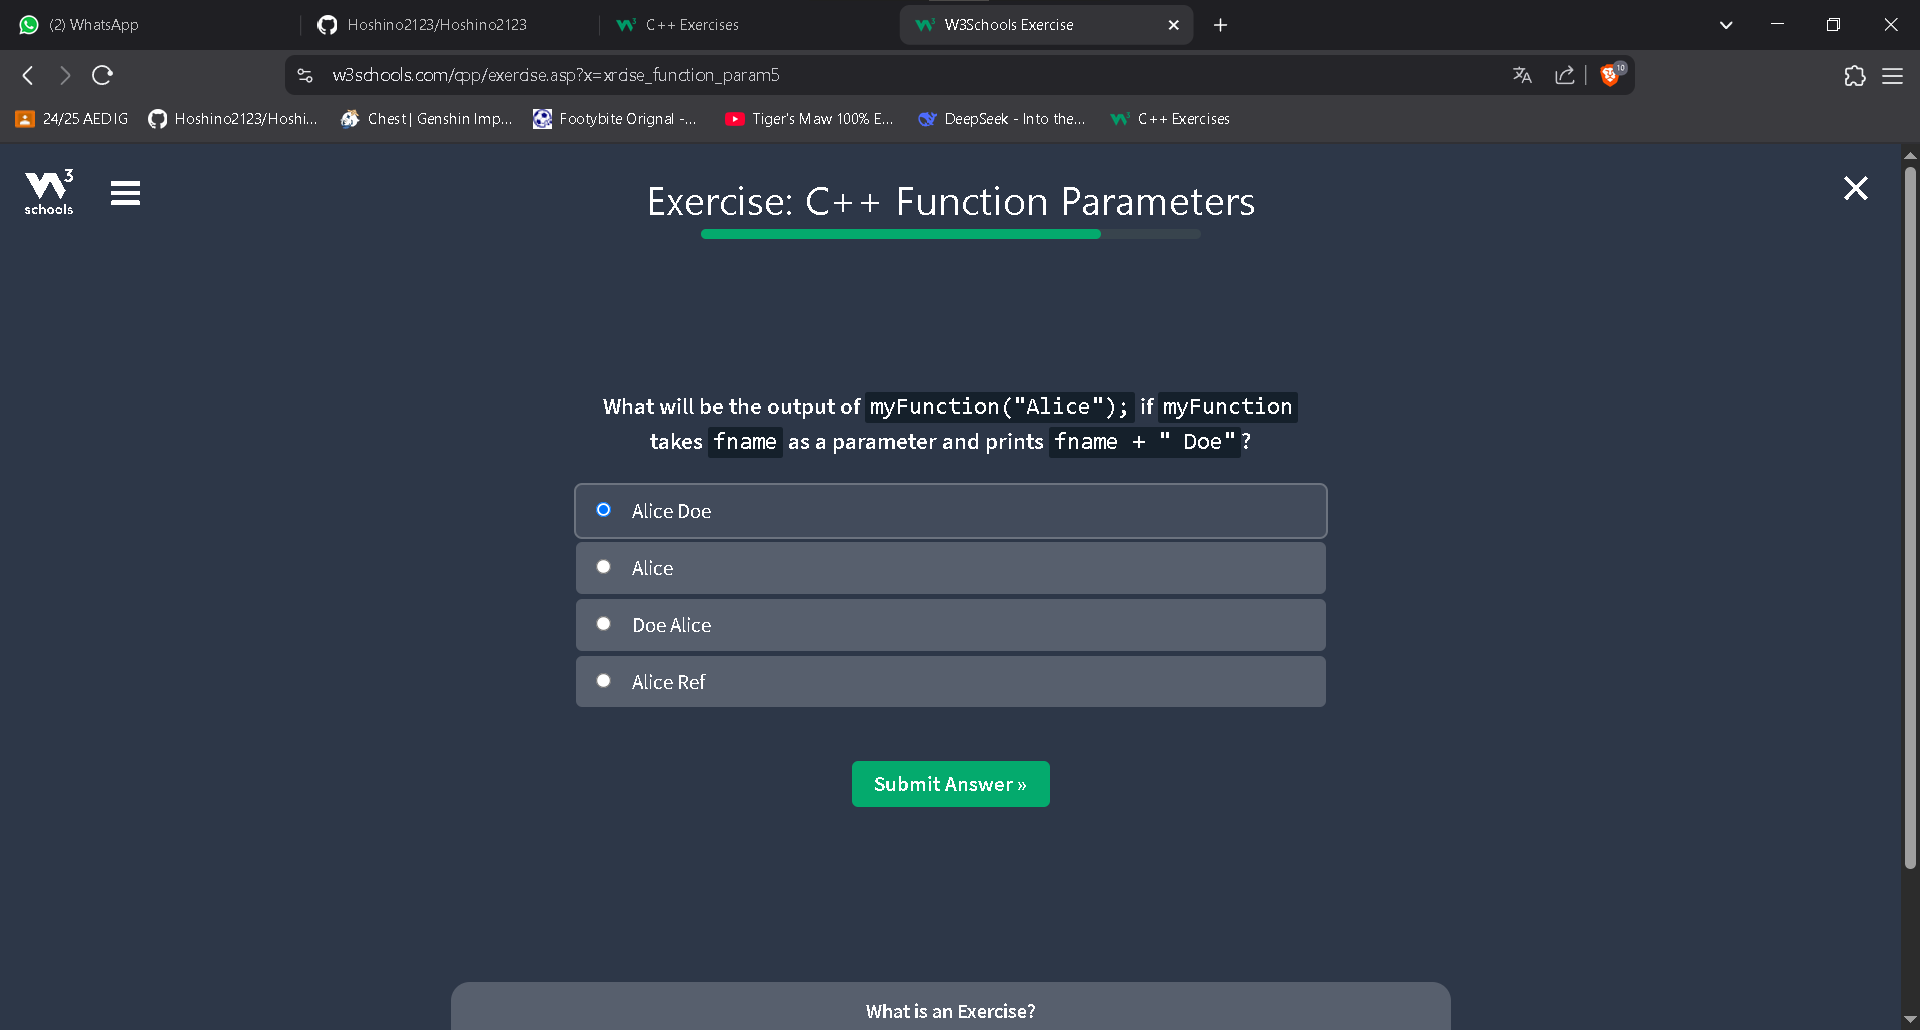 (2) WhatsApp
Hoshino2123/Hoshino2123
C++ Exercises
W3Schools Exercise
w3schools.com/cpp/exercise.asp?x=xrcise_function_param5
10
24/25 AEDIG
Hoshino2123/Hoshi...
Chest | Genshin Imp...
Footybite Orignal -...
Tiger's Maw 100% E...
DeepSeek - Into the...
C++ Exercises
3
schools
Exercise: C++ Function Parameters
What will be the output of myFunction("Alice"); if myFunction
takes fname as a parameter and prints fname + " Doe"?
Alice Doe
Alice
Doe Alice
Alice Ref
Submit Answer »
What is an Exercise?